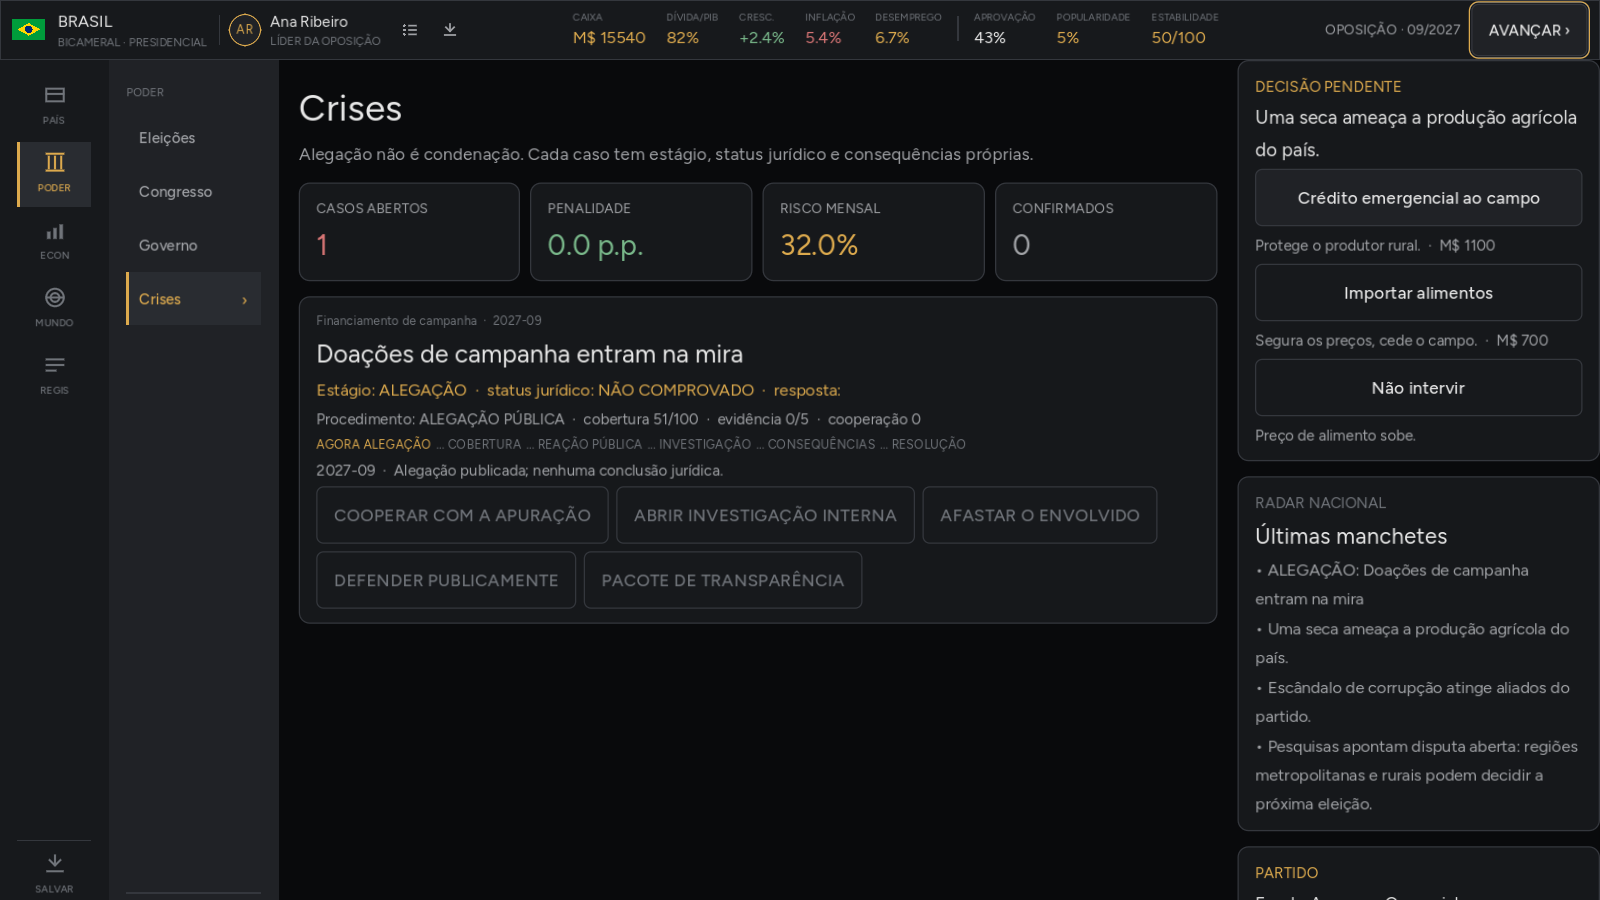 BRASIL
BICAMERAL · PRESIDENCIAL
AR
Ana Ribeiro
LÍDER DA OPOSIÇÃO
CAIXA
M$ 15540
DÍVIDA/PIB
82%
CRESC.
+2.4%
INFLAÇÃO
5.4%
DESEMPREGO
6.7%
APROVAÇÃO
43%
POPULARIDADE
5%
ESTABILIDADE
50/100
OPOSIÇÃO · 09/2027
AVANÇAR ›
PAÍS
PODER
ECON
MUNDO
REGIS
SALVAR
PODER
Eleições
Congresso
Governo
Crises ›
Crises
Alegação não é condenação. Cada caso tem estágio, status jurídico e consequências próprias.
CASOS ABERTOS
1
PENALIDADE
0.0 p.p.
RISCO MENSAL
32.0%
CONFIRMADOS
0
Financiamento de campanha · 2027-09
Doações de campanha entram na mira
Estágio: ALEGAÇÃO · status jurídico: NÃO COMPROVADO · resposta:
Procedimento: ALEGAÇÃO PÚBLICA · cobertura 51/100 · evidência 0/5 · cooperação 0
AGORA ALEGAÇÃO ... COBERTURA ... REAÇÃO PÚBLICA ... INVESTIGAÇÃO ... CONSEQUÊNCIAS ... RESOLUÇÃO
2027-09 · Alegação publicada; nenhuma conclusão jurídica.
COOPERAR COM A APURAÇÃO
ABRIR INVESTIGAÇÃO INTERNA
AFASTAR O ENVOLVIDO
DEFENDER PUBLICAMENTE
PACOTE DE TRANSPARÊNCIA
DECISÃO PENDENTE
Uma seca ameaça a produção agrícola
do país.
Crédito emergencial ao campo
Protege o produtor rural. · M$ 1100
Importar alimentos
Segura os preços, cede o campo. · M$ 700
Não intervir
Preço de alimento sobe.
RADAR NACIONAL
Últimas manchetes
• ALEGAÇÃO: Doações de campanha
entram na mira
• Uma seca ameaça a produção agrícola do
país.
• Escândalo de corrupção atinge aliados do
partido.
• Pesquisas apontam disputa aberta: regiões
metropolitanas e rurais podem decidir a
próxima eleição.
PARTIDO